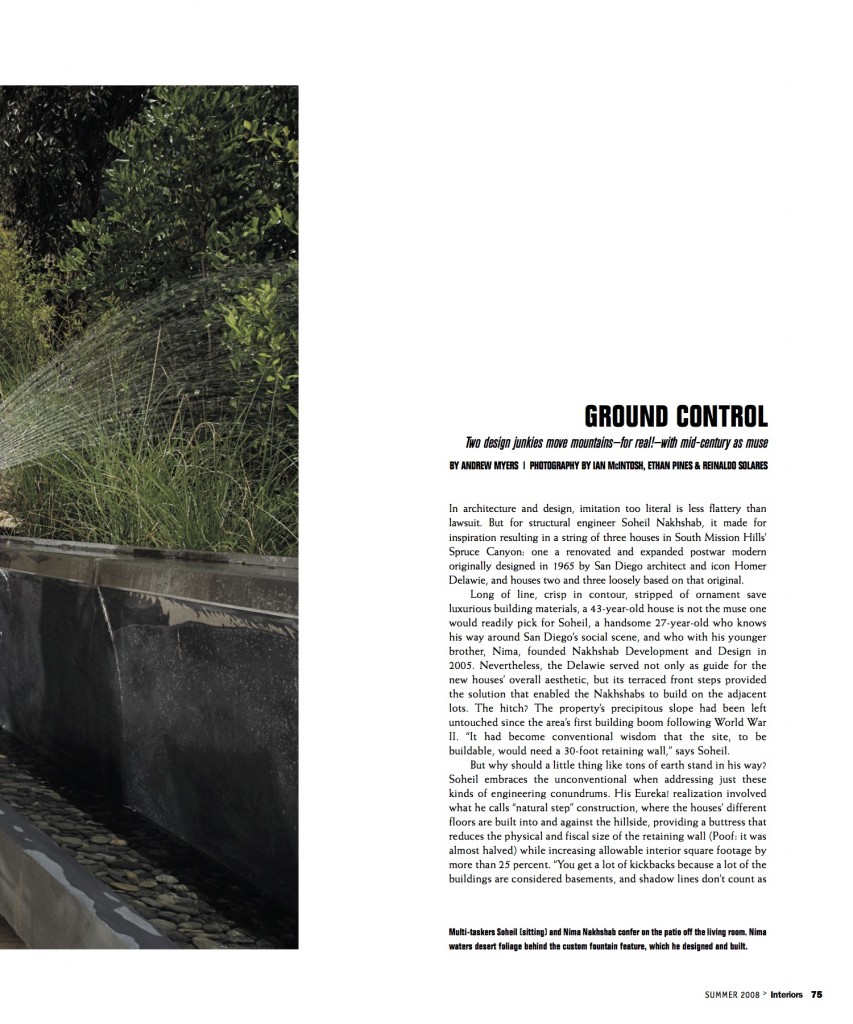 GROUND CONTROL
Two design junkies move mountains—for real!—with mid-century as muse
BY ANDREW MYERS | PHOTOGRAPHY BY IAN McINTOSH, ETHAN PINES & REINALDO SOLARES
In architecture and design, imitation too literal is less flattery than
lawsuit. But for structural engineer Soheil Nakhshab, it made for
inspiration resulting in a string of three houses in South Mission Hills'
Spruce Canyon: one a renovated and expanded postwar modern
originally designed in 1965 by San Diego architect and icon Homer
Delawie, and houses two and three loosely based on that original.
Long of line, crisp in contour, stripped of ornament save
luxurious building materials, a 43-year-old house is not the muse one
would readily pick for Soheil, a handsome 27-year-old who knows
his way around San Diego's social scene, and who with his younger
brother, Nima, founded Nakhshab Development and Design in
2005. Nevertheless, the Delawie served not only as guide for the
new houses' overall aesthetic, but its terraced front steps provided
the solution that enabled the Nakhshabs to build on the adjacent
lots. The hitch? The property's precipitous slope had been left
untouched since the area's first building boom following World War
II. "It had become conventional wisdom that the site, to be
buildable, would need a 30-foot retaining wall," says Soheil.
But why should a little thing like tons of earth stand in his way?
Soheil embraces the unconventional when addressing just these
kinds of engineering conundrums. His Eureka! realization involved
what he calls "natural step" construction, where the houses' different
floors are built into and against the hillside, providing a buttress that
reduces the physical and fiscal size of the retaining wall (Poof: it was
almost halved) while increasing allowable interior square footage by
more than 25 percent. "You get a lot of kickbacks because a lot of the
buildings are considered basements, and shadow lines don't count as
Multi-taskers Soheil (sitting) and Nima Nakhshab confer on the patio off the living room. Nima
waters desert foliage behind the custom fountain feature, which he designed and built.
SUMMER 2008 > Interiors 75